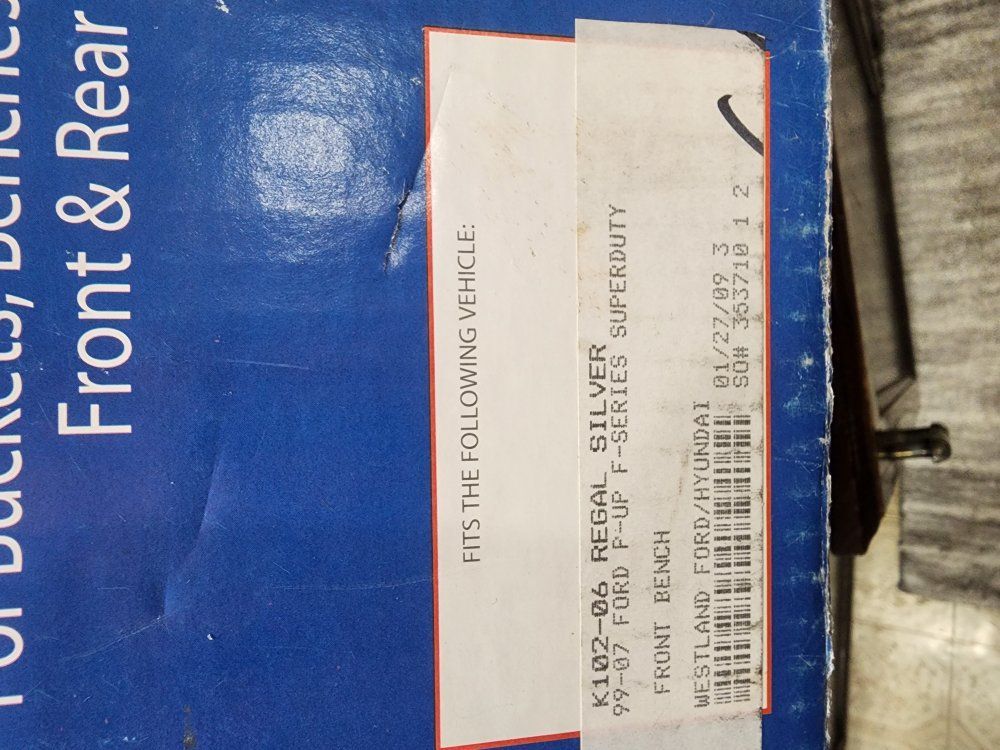 For Buckets, Benches
Front & Rear
FITS THE FOLLOWING VEHICLE:
K102-06 REGAL SILVER
99-07 FORD P-UP F-SERIES SUPERDUTY
FRONT BENCH
WESTLAND FORD/HYUNDAI
01/27/09 3
SO# 353710 1 2